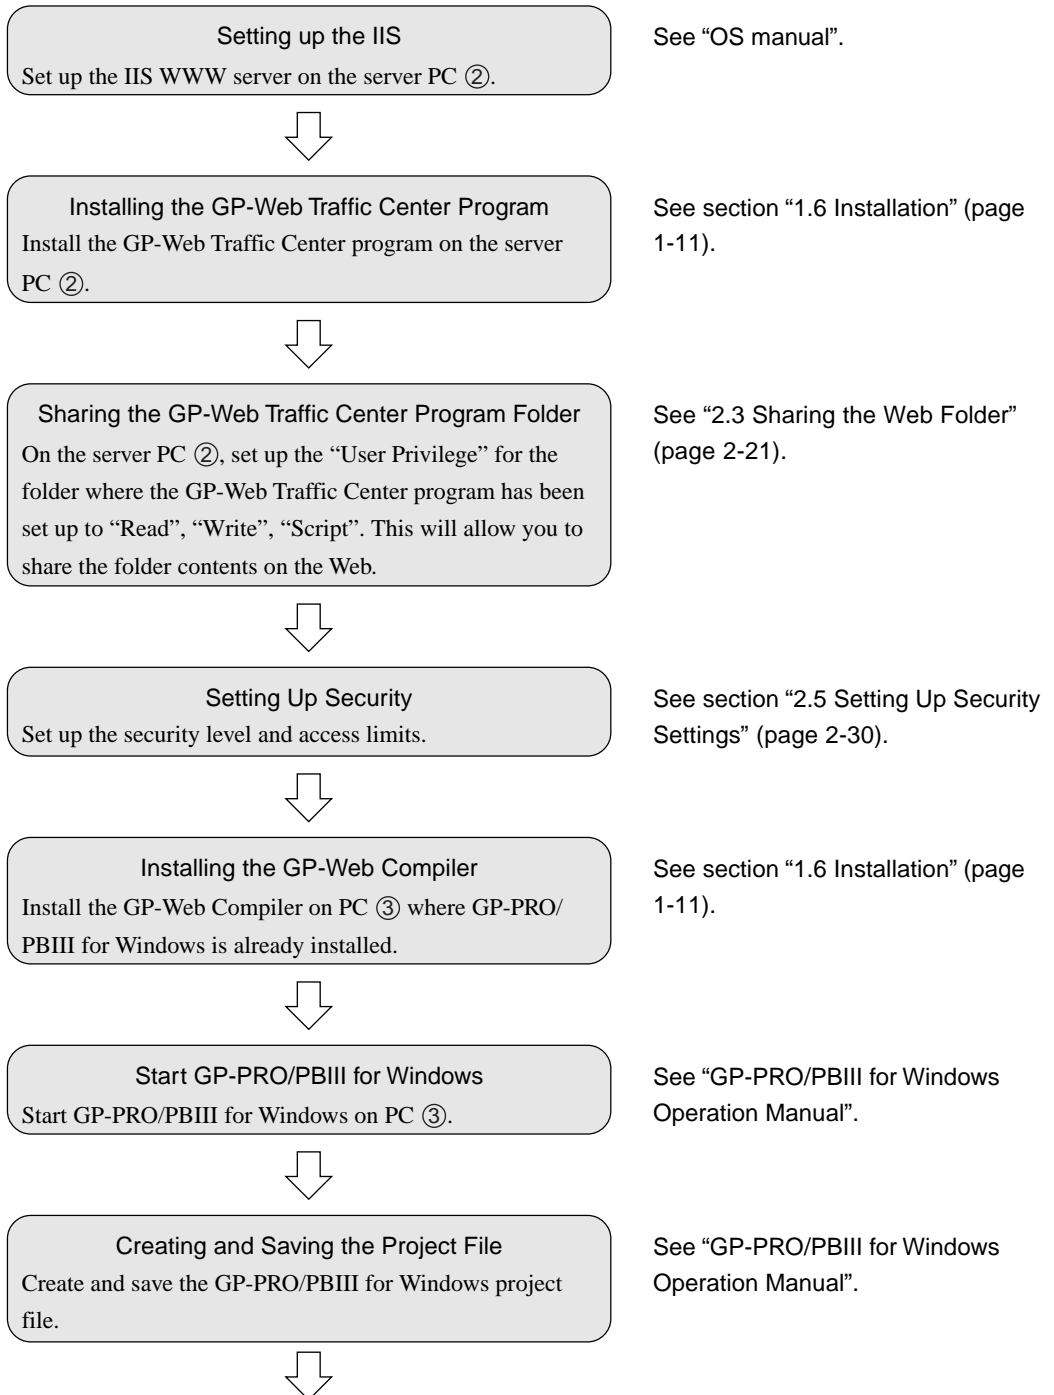 Setting up the IIS
Set up the IIS WWW server on the server PC ②.
See “OS manual”.
Installing the GP-Web Traffic Center Program
Install the GP-Web Traffic Center program on the server
PC ②.
See section “1.6 Installation” (page
1-11).
Sharing the GP-Web Traffic Center Program Folder
On the server PC ②, set up the “User Privilege” for the
folder where the GP-Web Traffic Center program has been
set up to “Read”, “Write”, “Script”. This will allow you to
share the folder contents on the Web.
See “2.3 Sharing the Web Folder”
(page 2-21).
Setting Up Security
Set up the security level and access limits.
See section “2.5 Setting Up Security
Settings” (page 2-30).
Installing the GP-Web Compiler
Install the GP-Web Compiler on PC ③ where GP-PRO/
PBIII for Windows is already installed.
See section “1.6 Installation” (page
1-11).
Start GP-PRO/PBIII for Windows
Start GP-PRO/PBIII for Windows on PC ③.
See “GP-PRO/PBIII for Windows
Operation Manual”.
Creating and Saving the Project File
Create and save the GP-PRO/PBIII for Windows project
file.
See “GP-PRO/PBIII for Windows
Operation Manual”.